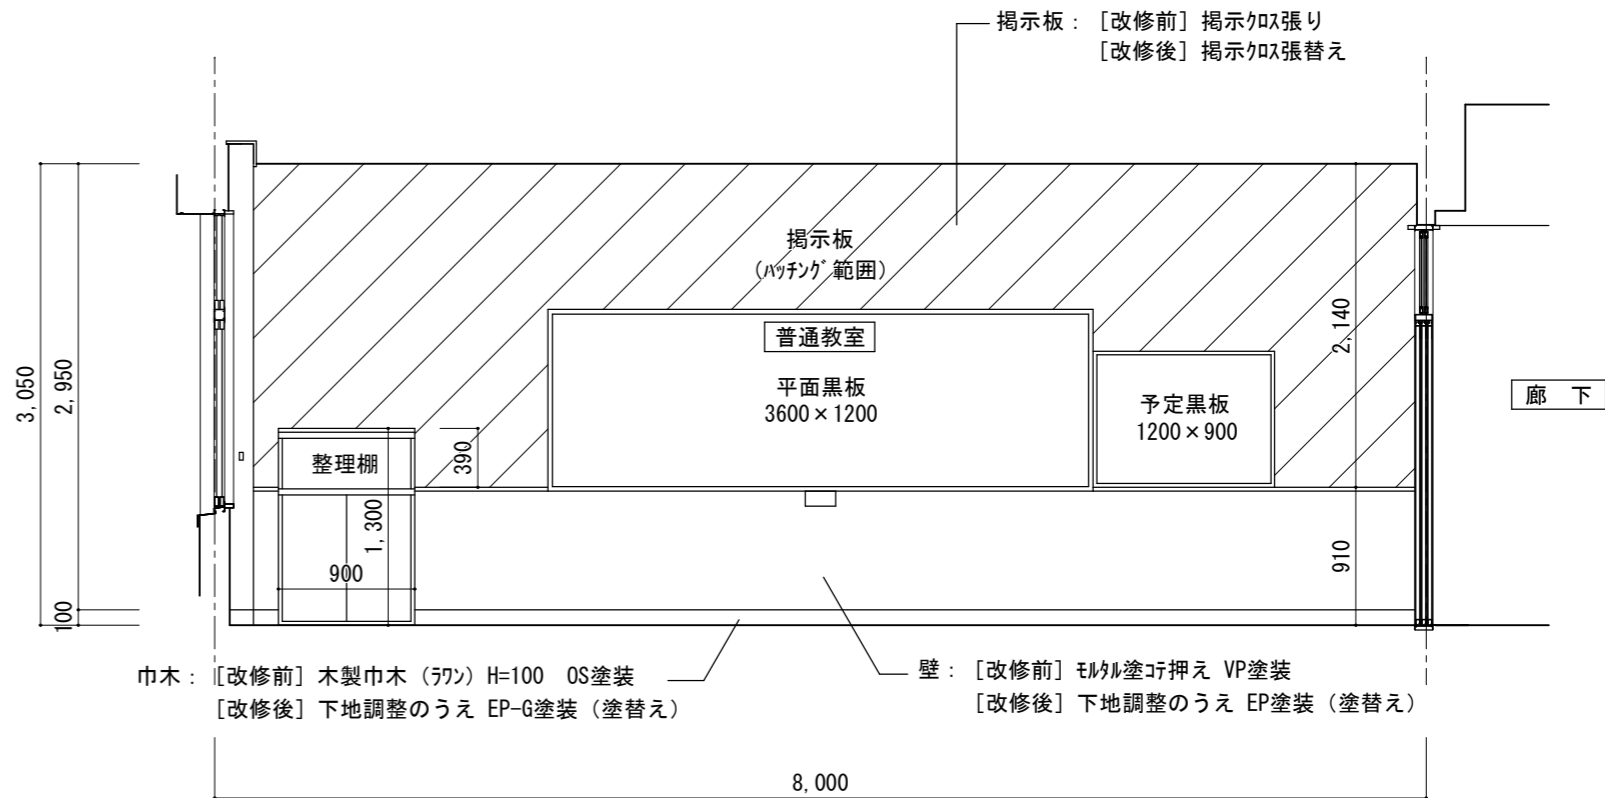 掲示板： ［改修前］掲示ｸﾛｽ張り
［改修後］掲示ｸﾛｽ張替え
掲示板
（ﾊｯﾁﾝｸﾞ範囲）
普通教室
平面黒板
3600×1200
予定黒板
1200×900
廊　下
整理棚
390
1,300
900
3,050
2,950
100
2,140
910
巾木： ［改修前］木製巾木（ﾗﾜﾝ）H=100　OS塗装
［改修後］下地調整のうえ EP-G塗装（塗替え）
壁： ［改修前］ﾓﾙﾀﾙ塗ｺﾃ押え VP塗装
［改修後］下地調整のうえ EP塗装（塗替え）
8,000